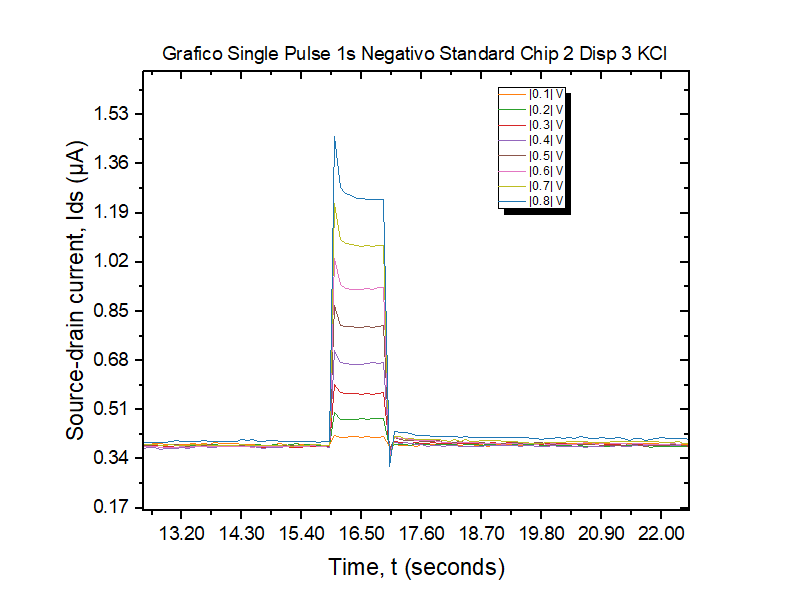 Grafico Single Pulse 1s Negativo Standard Chip 2 Disp 3 KCl
|0.1| V
|0.2| V
|0.3| V
|0.4| V
|0.5| V
|0.6| V
|0.7| V
|0.8| V
Source-drain current, Ids (µA)
1.53
1.36
1.19
1.02
0.85
0.68
0.51
0.34
0.17
13.20 14.30 15.40 16.50 17.60 18.70 19.80 20.90 22.00
Time, t (seconds)